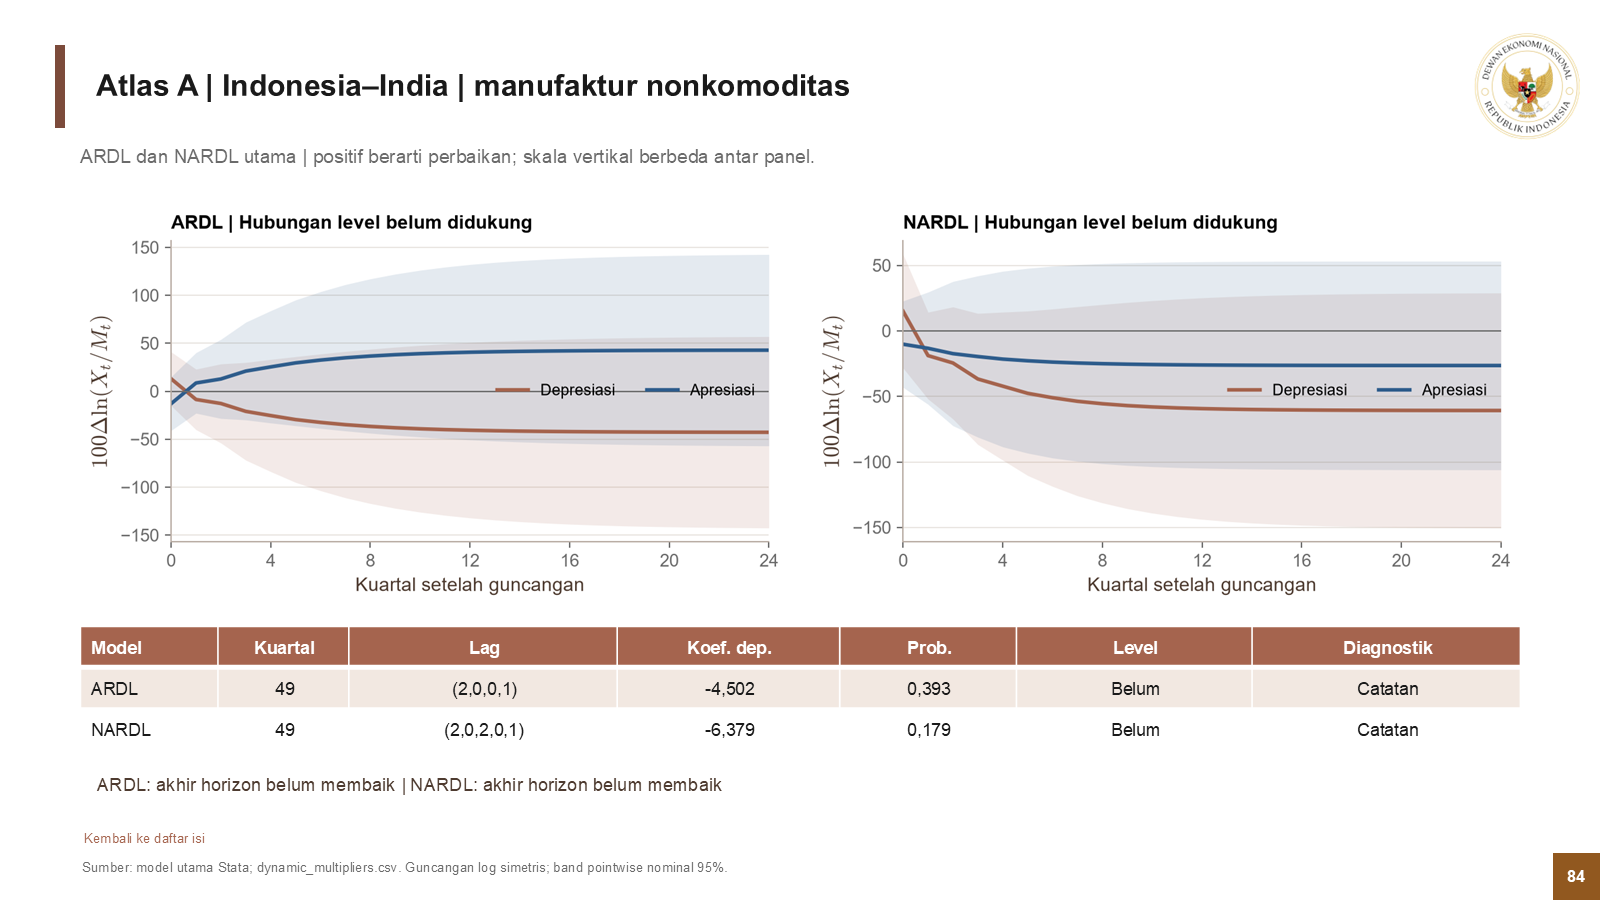 Atlas A | Indonesia–India | manufaktur nonkomoditas
DEWAN EKONOMI NASIONAL
REPUBLIK INDONESIA
ARDL dan NARDL utama | positif berarti perbaikan; skala vertikal berbeda antar panel.
ARDL | Hubungan level belum didukung
100Δln(Xₜ/Mₜ)
150
100
50
0
−50
−100
−150
Depresiasi
Apresiasi
0 4 8 12 16 20 24
Kuartal setelah guncangan
NARDL | Hubungan level belum didukung
100Δln(Xₜ/Mₜ)
50
0
−50
−100
−150
Depresiasi
Apresiasi
0 4 8 12 16 20 24
Kuartal setelah guncangan
Model Kuartal Lag Koef. dep. Prob. Level Diagnostik
ARDL 49 (2,0,0,1) -4,502 0,393 Belum Catatan
NARDL 49 (2,0,2,0,1) -6,379 0,179 Belum Catatan
ARDL: akhir horizon belum membaik | NARDL: akhir horizon belum membaik
Kembali ke daftar isi
Sumber: model utama Stata; dynamic_multipliers.csv. Guncangan log simetris; band pointwise nominal 95%.
84